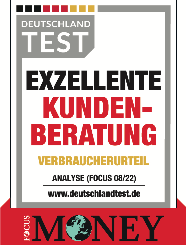 DEUTSCHLAND
TEST
EXZELLENTE
KUNDEN-
BERATUNG
VERBRAUCHERURTEIL
ANALYSE (FOCUS 08/22)
www.deutschlandtest.de
FOCUS MONEY